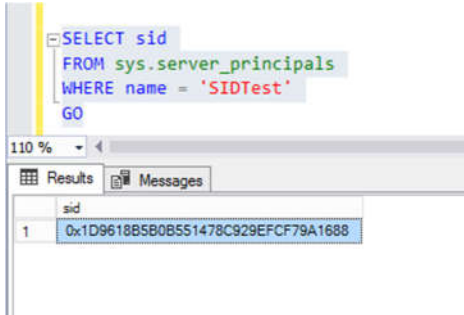 SELECT sid
FROM sys.server_principals
WHERE name = 'SIDTest'
GO
110 %
Results Messages
sid
1 0x1D9618B5B0B551478C929EFCF79A1688